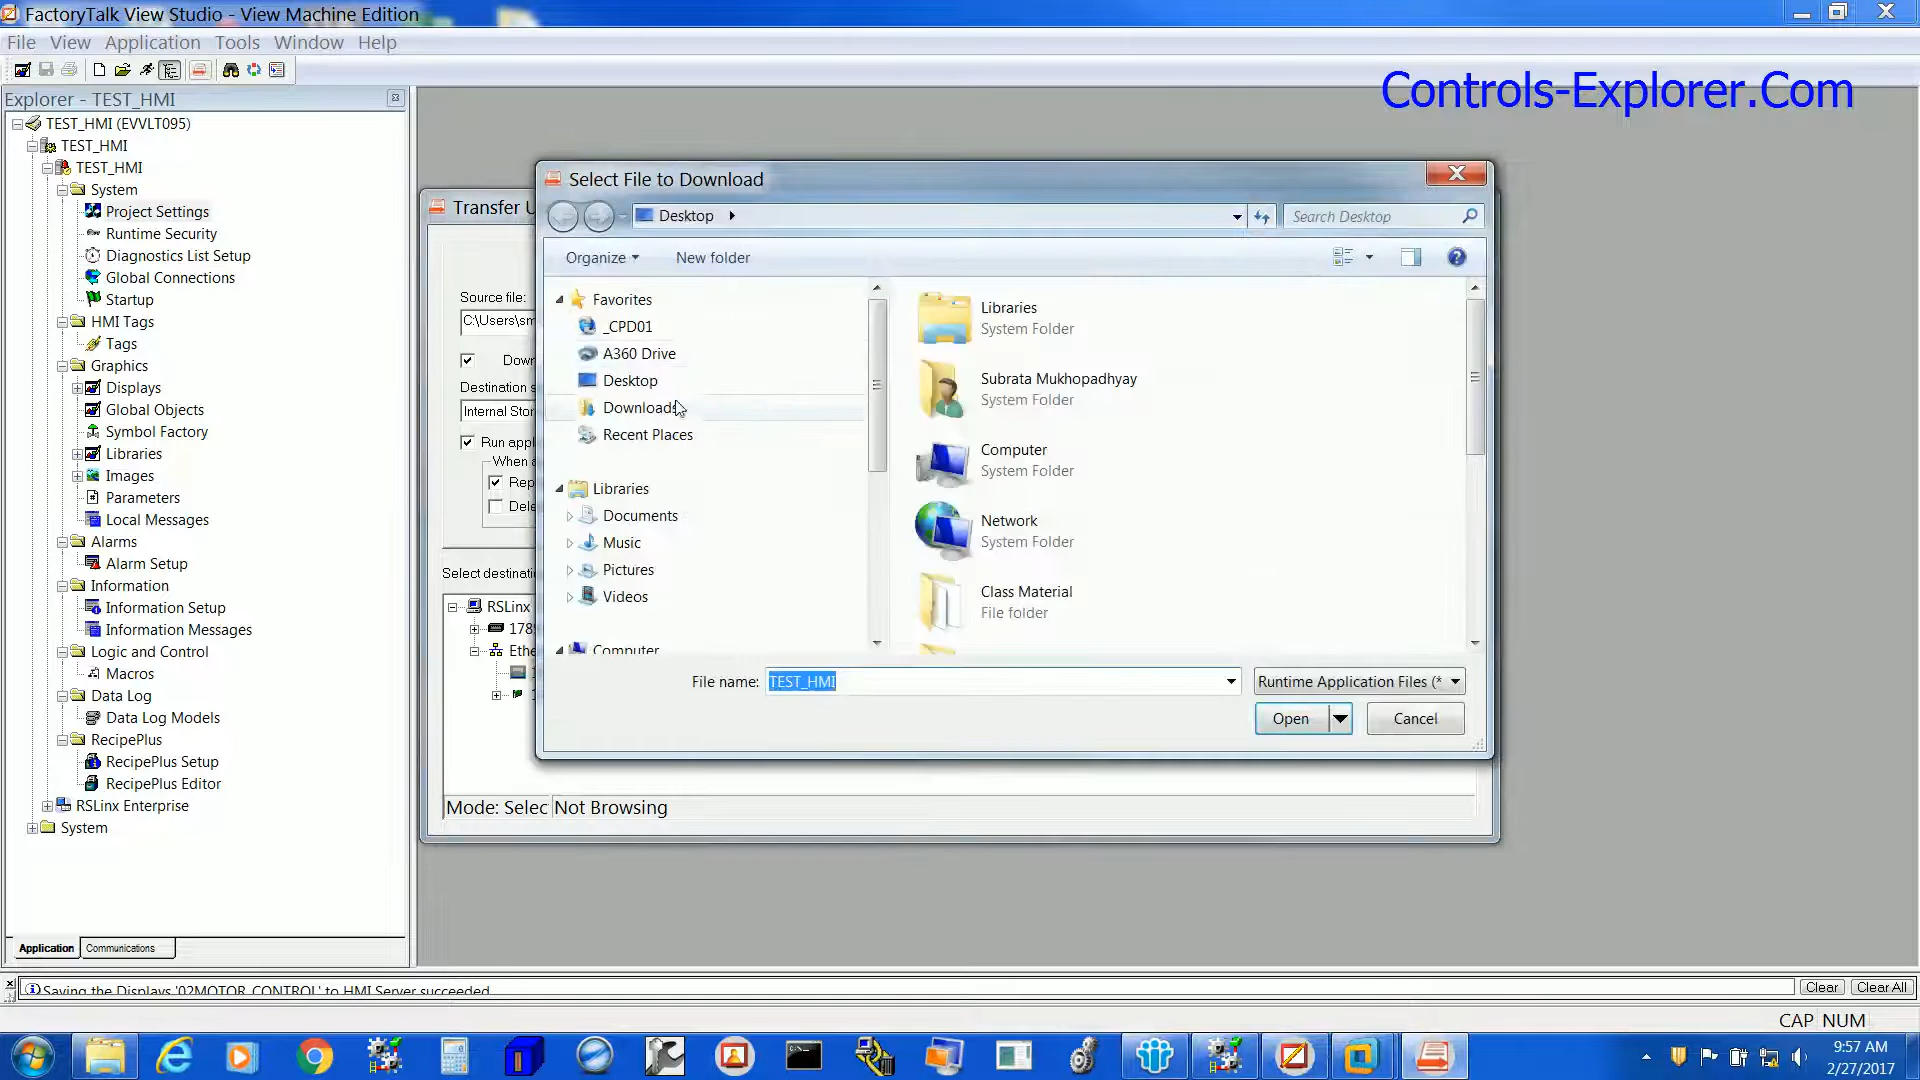 FactoryTalk View Studio - View Machine Edition
File View Application Tools Window Help
Controls-Explorer.Com
Explorer - TEST_HMI
TEST_HMI (EVVLT095)
TEST_HMI
TEST_HMI
System
Project Settings
Runtime Security
Diagnostics List Setup
Global Connections
Startup
HMI Tags
Tags
Graphics
Displays
Global Objects
Symbol Factory
Libraries
Images
Parameters
Local Messages
Alarms
Alarm Setup
Information
Information Setup
Information Messages
Logic and Control
Macros
Data Log
Data Log Models
RecipePlus
RecipePlus Setup
RecipePlus Editor
RSLinx Enterprise
System
Application Communications
Transfer U
Source file:
C:\Users\sm
Down
Destination s
Internal Stor
Run appl
When a
Rep
Dele
Select destinatio
RSLinx
178
Ethe
Mode: Selec Not Browsing
Select File to Download
Desktop
Search Desktop
Organize New folder
Favorites
_CPD01
A360 Drive
Desktop
Downloads
Recent Places
Libraries
Documents
Music
Pictures
Videos
Computer
Libraries
System Folder
Subrata Mukhopadhyay
System Folder
Computer
System Folder
Network
System Folder
Class Material
File folder
File name: TEST_HMI Runtime Application Files (*
Open Cancel
Saving the Displays '02MOTOR_CONTROL' to HMI Server succeeded
Clear Clear All
CAP NUM
9:57 AM
2/27/2017